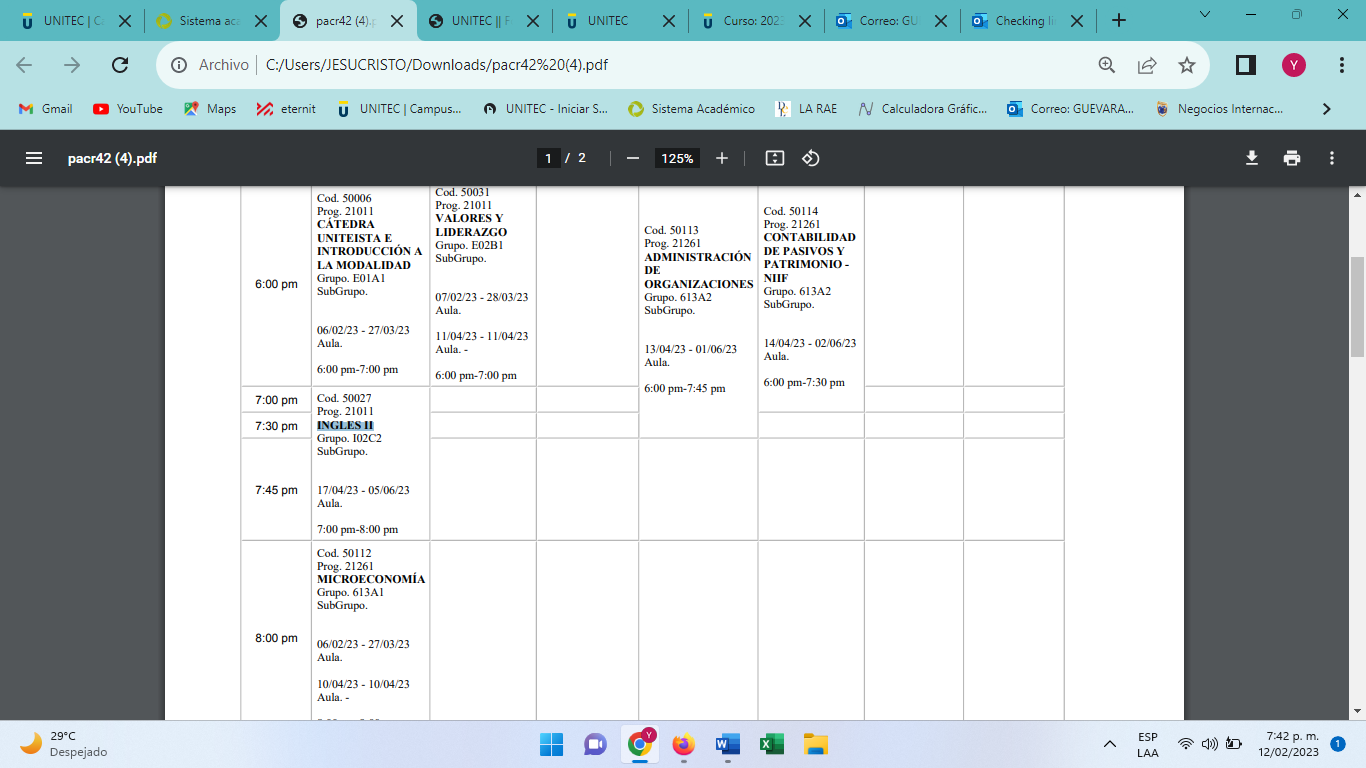 UNITEC | C
Sistema aca
pacr42 (4).p
UNITEC || F
UNITEC
Curso: 202
Correo: GU
Checking li
Archivo
C:/Users/JESUCRISTO/Downloads/pacr42%20(4).pdf
Y
Gmail
YouTube
Maps
eternit
UNITEC | Campus...
UNITEC - Iniciar S...
Sistema Académico
LA RAE
Calculadora Gráfic...
Correo: GUEVARA...
Negocios Internac...
pacr42 (4).pdf
1 / 2
125%
6:00 pm
Cod. 50006
Prog. 21011
CÁTEDRA
UNITEISTA E
INTRODUCCIÓN A
LA MODALIDAD
Grupo. E01A1
SubGrupo.
06/02/23 - 27/03/23
Aula.
6:00 pm-7:00 pm
Cod. 50031
Prog. 21011
VALORES Y
LIDERAZGO
Grupo. E02B1
SubGrupo.
07/02/23 - 28/03/23
Aula.
11/04/23 - 11/04/23
Aula. -
6:00 pm-7:00 pm
Cod. 50113
Prog. 21261
ADMINISTRACIÓN
DE
ORGANIZACIONES
Grupo. 613A2
SubGrupo.
13/04/23 - 01/06/23
Aula.
6:00 pm-7:45 pm
Cod. 50114
Prog. 21261
CONTABILIDAD
DE PASIVOS Y
PATRIMONIO -
NIIF
Grupo. 613A2
SubGrupo.
14/04/23 - 02/06/23
Aula.
6:00 pm-7:30 pm
7:00 pm
7:30 pm
7:45 pm
Cod. 50027
Prog. 21011
INGLES II
Grupo. I02C2
SubGrupo.
17/04/23 - 05/06/23
Aula.
7:00 pm-8:00 pm
8:00 pm
Cod. 50112
Prog. 21261
MICROECONOMÍA
Grupo. 613A1
SubGrupo.
06/02/23 - 27/03/23
Aula.
10/04/23 - 10/04/23
Aula. -
29°C
Despejado
Y
ESP
LAA
7:42 p. m.
12/02/2023
1